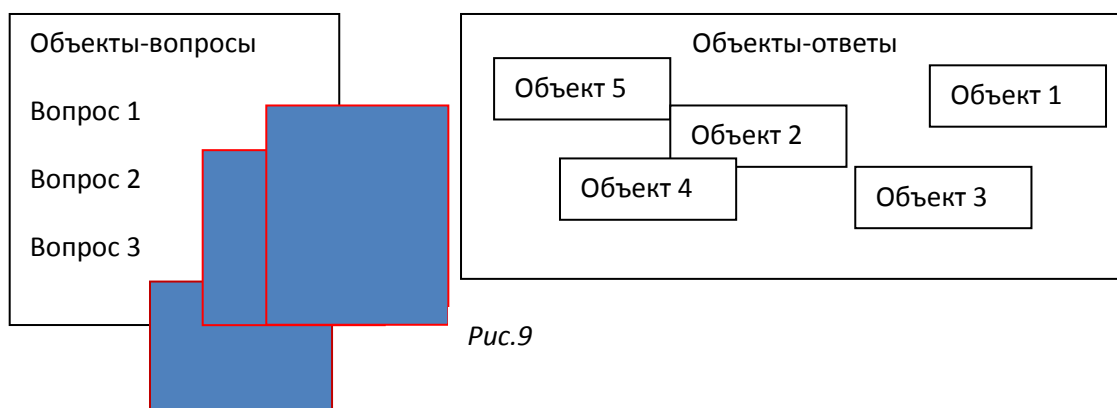 Объекты-вопросы
Вопрос 1
Вопрос 2
Вопрос 3
Объекты-ответы
Объект 5
Объект 1
Объект 2
Объект 4
Объект 3
Рис.9